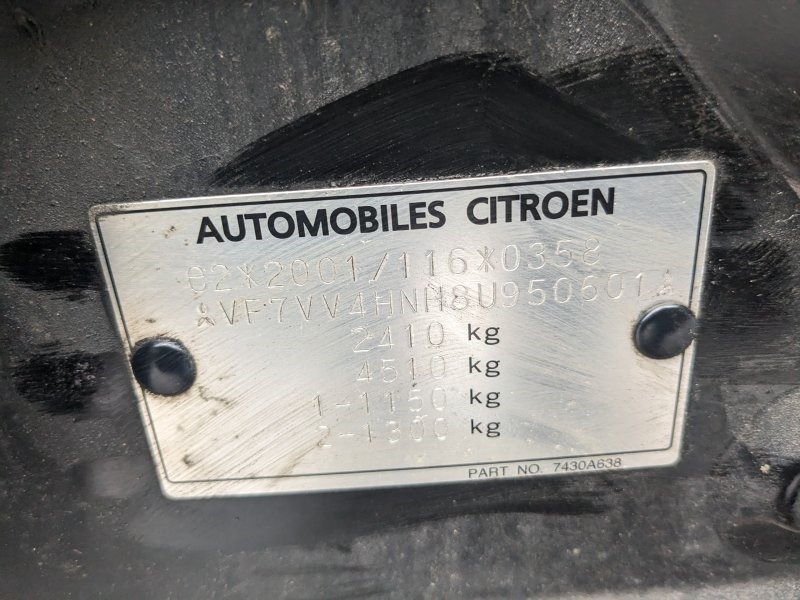 AUTOMOBILES CITROEN
e2*2001/116*0358
VF7VV4HNH8U950601
2410 kg
4510 kg
1-1150 kg
2-1300 kg
PART NO. 7430A638